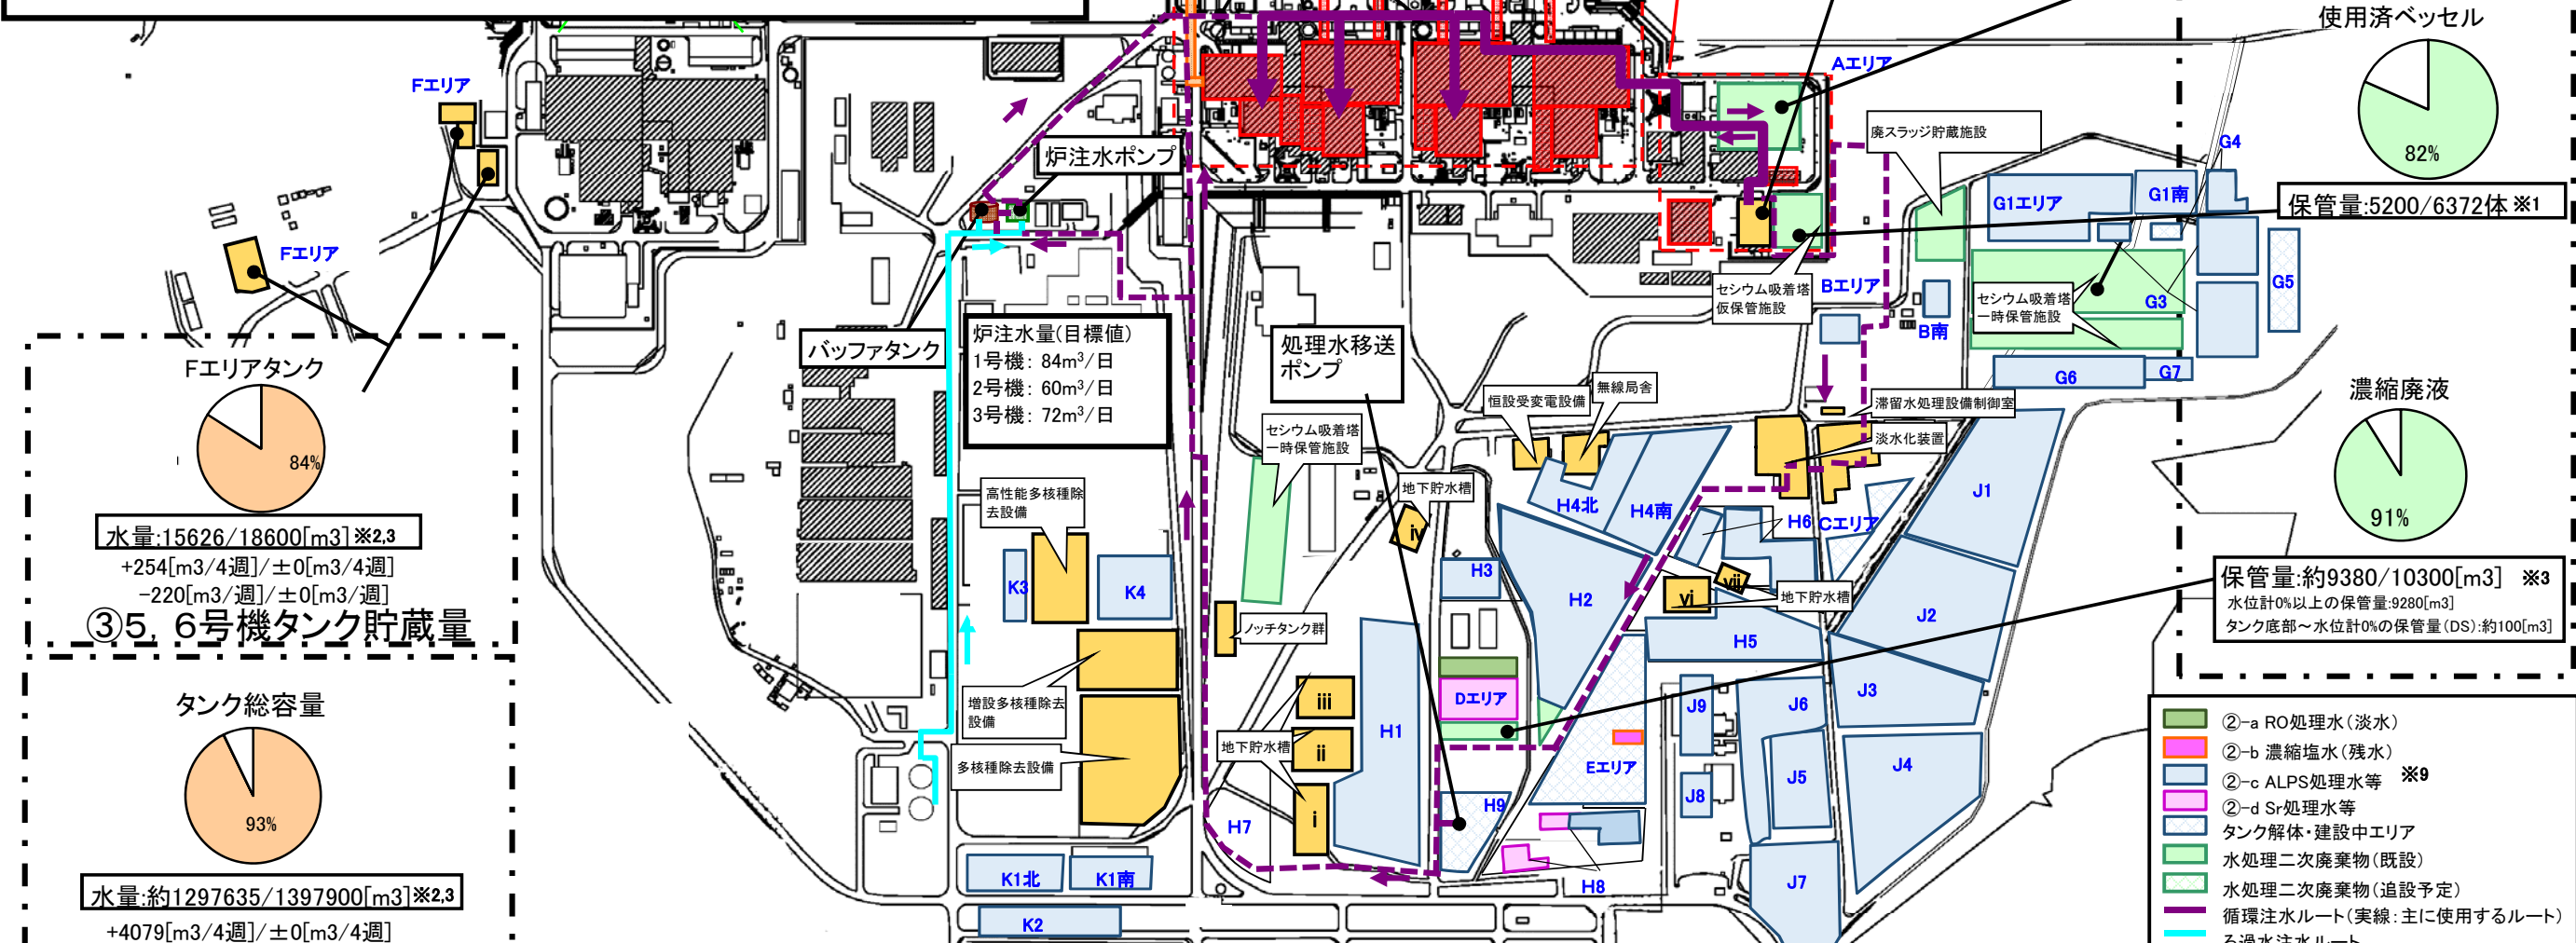 使用済ベッセル
82%
保管量:5200/6372体 ※1
Aエリア
Fエリア
Fエリア
炉注水ポンプ
廃スラッジ貯蔵施設
G4
G1エリア
G1南
G3
G5
G6
G7
セシウム吸着塔
一時保管施設
セシウム吸着塔
仮保管施設
Bエリア
B南
Fエリアタンク
84%
水量:15626/18600[m3]※2,3
+254[m3/4週]/±0[m3/4週]
-220[m3/週]/±0[m3/週]
③5，6号機タンク貯蔵量
バッファタンク
炉注水量(目標値)
1号機: 84m³/日
2号機: 60m³/日
3号機: 72m³/日
処理水移送
ポンプ
恒設受変電設備
無線局舎
滞留水処理設備制御室
淡水化装置
濃縮廃液
91%
保管量:約9380/10300[m3] ※3
水位計0%以上の保管量:9280[m3]
タンク底部～水位計0%の保管量(DS):約100[m3]
セシウム吸着塔
一時保管施設
地下貯水槽
iv
高性能多核種除
去設備
K3
K4
H4北
H4南
H6
Cエリア
J1
H3
H2
vi
vii
地下貯水槽
J2
H5
ノッチタンク群
増設多核種除去
設備
多核種除去設備
地下貯水槽
iii
ii
i
H1
Dエリア
Eエリア
J9
J6
J3
J5
J4
J8
H7
H9
H8
J7
K1北
K1南
K2
タンク総容量
93%
水量:約1297635/1397900[m3]※2,3
+4079[m3/4週]/±0[m3/4週]
②-a RO処理水(淡水)
②-b 濃縮塩水(残水)
②-c ALPS処理水等 ※9
②-d Sr処理水等
タンク解体・建設中エリア
水処理二次廃棄物(既設)
水処理二次廃棄物(追設予定)
循環注水ルート(実線:主に使用するルート)
ろ過水注水ルート